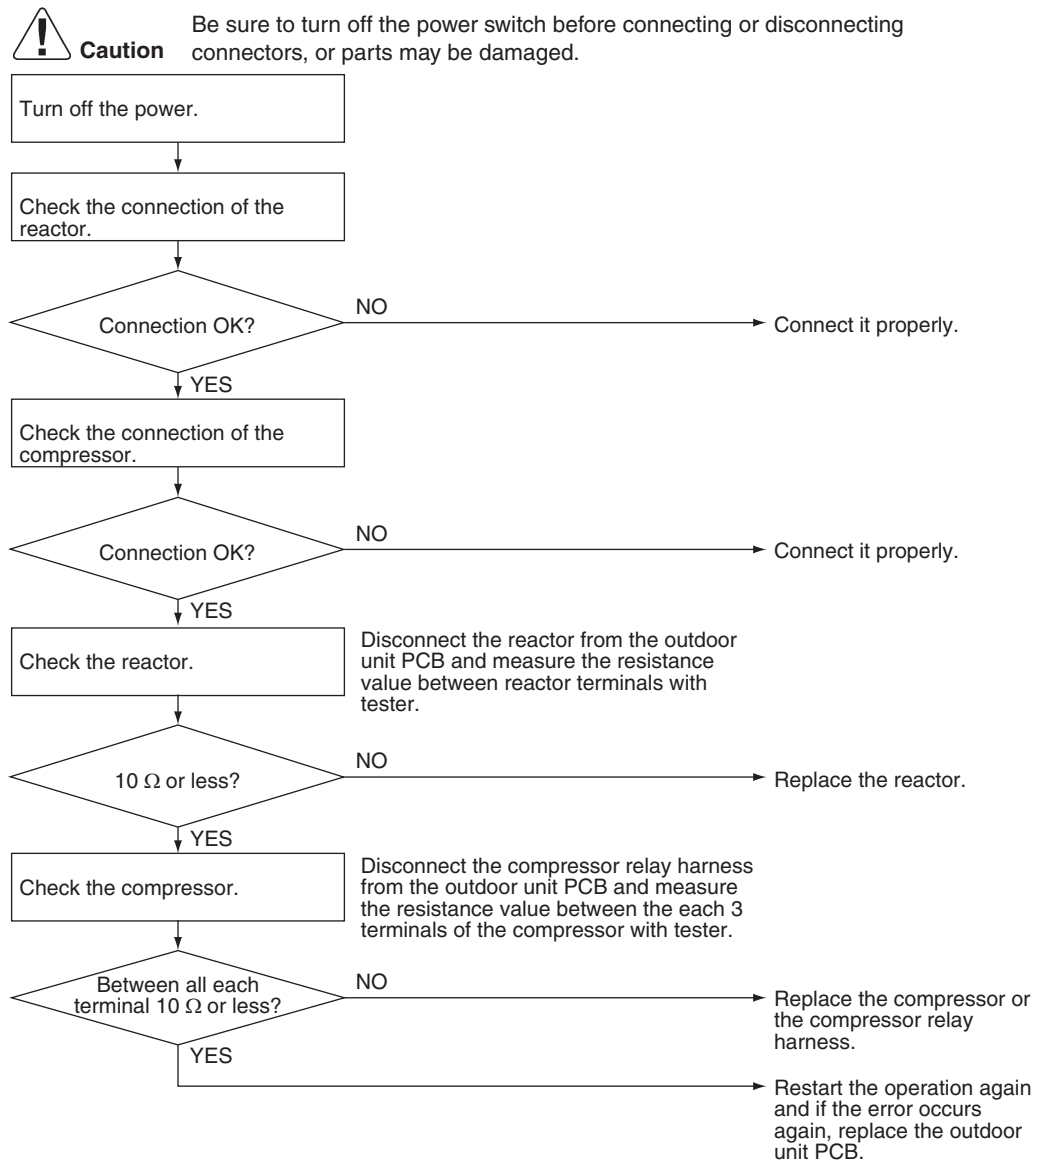 Caution
Be sure to turn off the power switch before connecting or disconnecting
connectors, or parts may be damaged.
Turn off the power.
Check the connection of the
reactor.
Connection OK?
NO
Connect it properly.
YES
Check the connection of the
compressor.
Connection OK?
NO
Connect it properly.
YES
Check the reactor.
Disconnect the reactor from the outdoor
unit PCB and measure the resistance
value between reactor terminals with
tester.
10 Ω or less?
NO
Replace the reactor.
YES
Check the compressor.
Disconnect the compressor relay harness
from the outdoor unit PCB and measure
the resistance value between the each 3
terminals of the compressor with tester.
Between all each
terminal 10 Ω or less?
NO
Replace the compressor or
the compressor relay
harness.
YES
Restart the operation again
and if the error occurs
again, replace the outdoor
unit PCB.